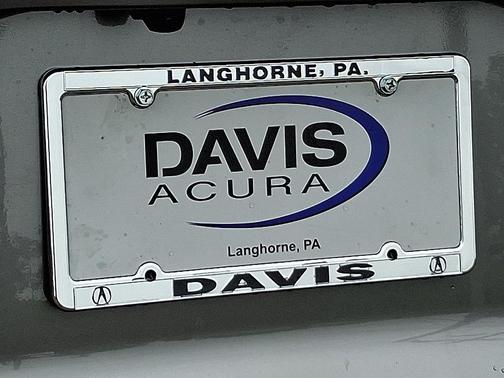 LANGHORNE, PA.
DAVIS
ACURA
Langhorne, PA
DAVIS